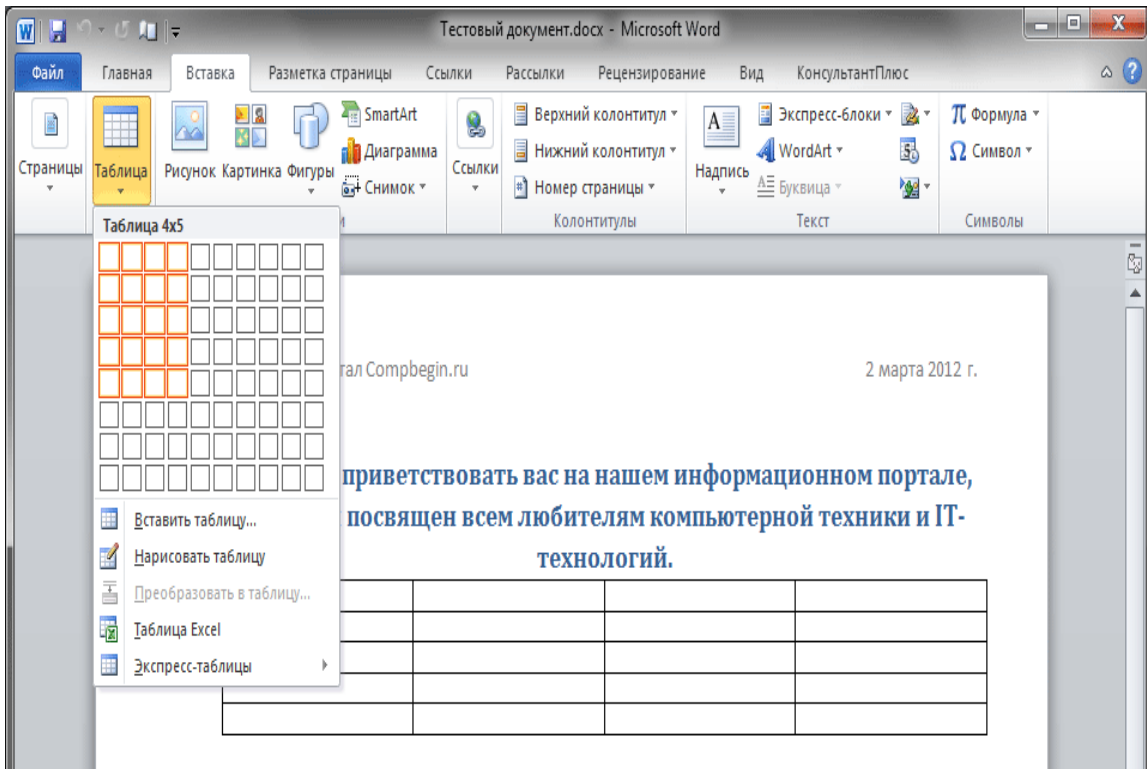 Тестовый документ.docx - Microsoft Word
Файл Главная Вставка Разметка страницы Ссылки Рассылки Рецензирование Вид КонсультантПлюс
Страницы
Таблица
Рисунок Картинка Фигуры
SmartArt
Диаграмма
Снимок
Ссылки
Верхний колонтитул
Нижний колонтитул
Номер страницы
Колонтитулы
Надпись
Экспресс-блоки
WordArt
Буквица
Текст
π Формула
Ω Символ
Символы
Таблица 4x5
Вставить таблицу...
Нарисовать таблицу
Преобразовать в таблицу...
Таблица Excel
Экспресс-таблицы
Compbegin.ru 2 марта 2012 г.
приветствовать вас на нашем информационном портале,
посвящен всем любителям компьютерной техники и IT-
технологий.